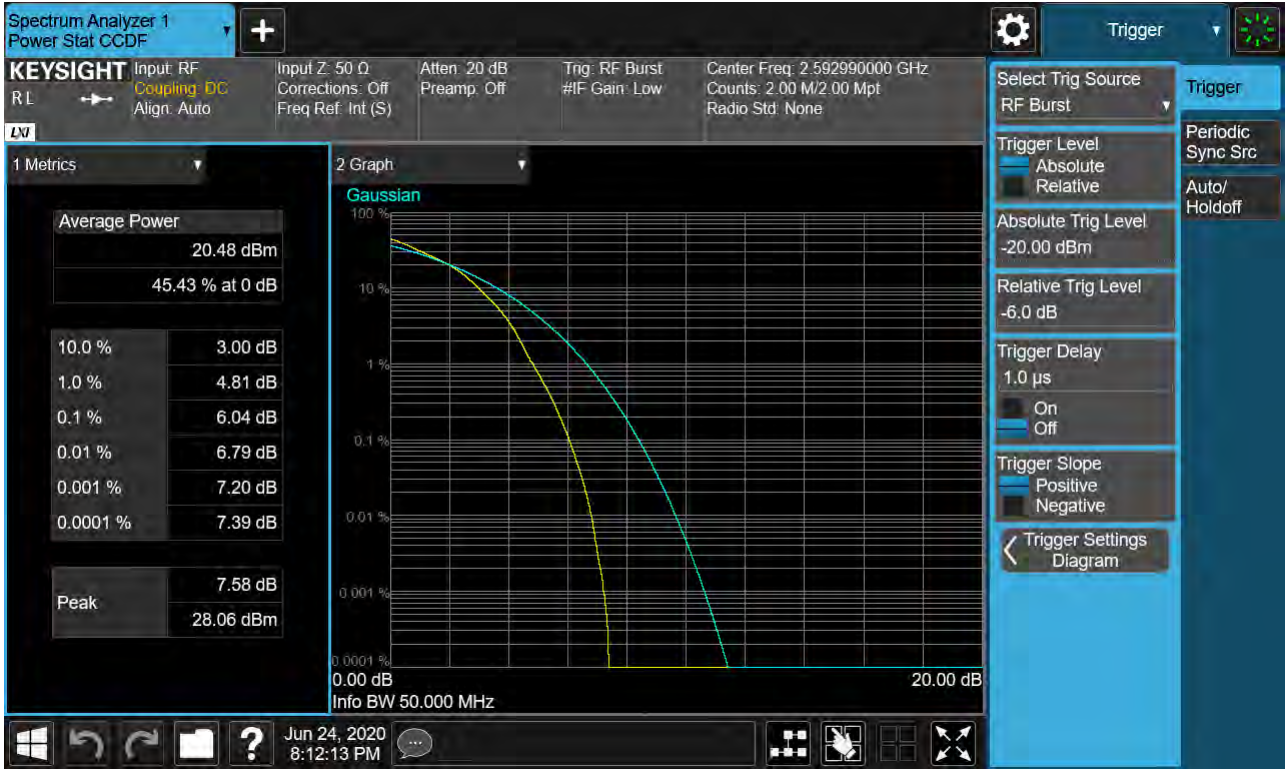 Spectrum Analyzer 1
Power Stat CCDF
+
Trigger
KEYSIGHT
RL
LXI
Input: RF
Coupling: DC
Align: Auto
Input Z: 50 Ω
Corrections: Off
Freq Ref: Int (S)
Atten: 20 dB
Preamp: Off
Trig: RF Burst
#IF Gain: Low
Center Freq: 2.592990000 GHz
Counts: 2.00 M/2.00 Mpt
Radio Std: None
1 Metrics
Average Power
20.48 dBm
45.43 % at 0 dB
10.0 % 3.00 dB
1.0 % 4.81 dB
0.1 % 6.04 dB
0.01 % 6.79 dB
0.001 % 7.20 dB
0.0001 % 7.39 dB
Peak
7.58 dB
28.06 dBm
2 Graph
Gaussian
100 %
10 %
1 %
0.1 %
0.01 %
0.001 %
0.0001 %
0.00 dB 20.00 dB
Info BW 50.000 MHz
Select Trig Source
RF Burst
Trigger Level
Absolute
Relative
Absolute Trig Level
-20.00 dBm
Relative Trig Level
-6.0 dB
Trigger Delay
1.0 µs
On
Off
Trigger Slope
Positive
Negative
Trigger Settings
Diagram
Trigger
Periodic
Sync Src
Auto/
Holdoff
?
Jun 24, 2020
8:12:13 PM